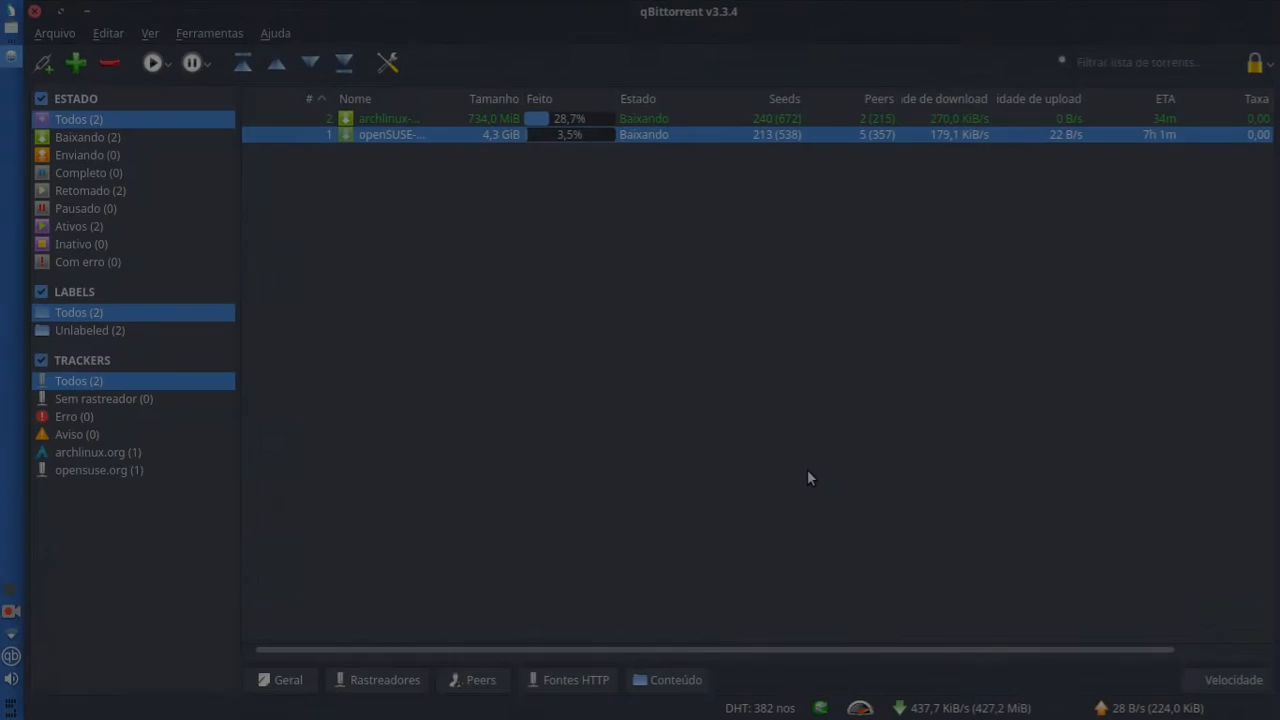 qBittorrent v3.3.4
Arquivo Editar Ver Ferramentas Ajuda
Filtrar lista de torrents...
ESTADO
Todos (2)
Baixando (2)
Enviando (0)
Completo (0)
Retomado (2)
Pausado (0)
Ativos (2)
Inativo (0)
Com erro (0)
LABELS
Todos (2)
Unlabeled (2)
TRACKERS
Todos (2)
Sem rastreador (0)
Erro (0)
Aviso (0)
archlinux.org (1)
opensuse.org (1)
# Nome Tamanho Feito Estado Seeds Peers de de download idade de upload ETA Taxa
2 archlinux-... 734,0 MiB 28,7% Baixando 240 (672) 2 (215) 270,0 KiB/s 0 B/s 34m 0,00
1 openSUSE-... 4,3 GiB 3,5% Baixando 213 (538) 5 (357) 179,1 KiB/s 22 B/s 7h 1m 0,00
Geral Rastreadores Peers Fontes HTTP Conteúdo Velocidade
DHT: 382 nos 437,7 KiB/s (427,2 MiB) 28 B/s (224,0 KiB)
qb